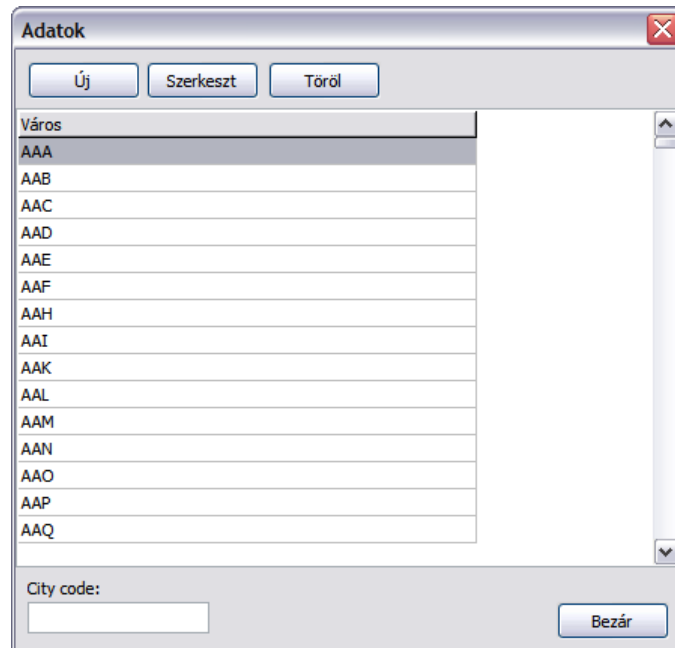 Adatok
Új Szerkeszt Töröl
Város
AAA
AAB
AAC
AAD
AAE
AAF
AAH
AAI
AAK
AAL
AAM
AAN
AAO
AAP
AAQ
City code:
Bezár